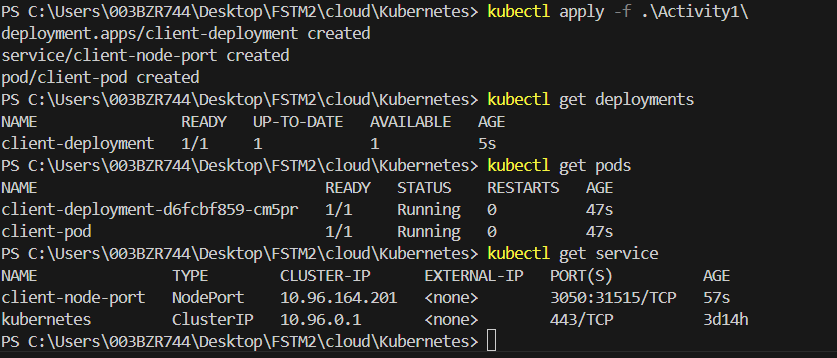 PS C:\Users\003BZR744\Desktop\FSTM2\cloud\Kubernetes> kubectl apply -f .\Activity1\
deployment.apps/client-deployment created
service/client-node-port created
pod/client-pod created
PS C:\Users\003BZR744\Desktop\FSTM2\cloud\Kubernetes> kubectl get deployments
NAME                READY   UP-TO-DATE   AVAILABLE   AGE
client-deployment   1/1     1            1           5s
PS C:\Users\003BZR744\Desktop\FSTM2\cloud\Kubernetes> kubectl get pods
NAME                                READY   STATUS    RESTARTS   AGE
client-deployment-d6fcbf859-cm5pr   1/1     Running   0          47s
client-pod                          1/1     Running   0          47s
PS C:\Users\003BZR744\Desktop\FSTM2\cloud\Kubernetes> kubectl get service
NAME               TYPE        CLUSTER-IP      EXTERNAL-IP   PORT(S)          AGE
client-node-port   NodePort    10.96.164.201   <none>        3050:31515/TCP   57s
kubernetes         ClusterIP   10.96.0.1       <none>        443/TCP          3d14h
PS C:\Users\003BZR744\Desktop\FSTM2\cloud\Kubernetes>